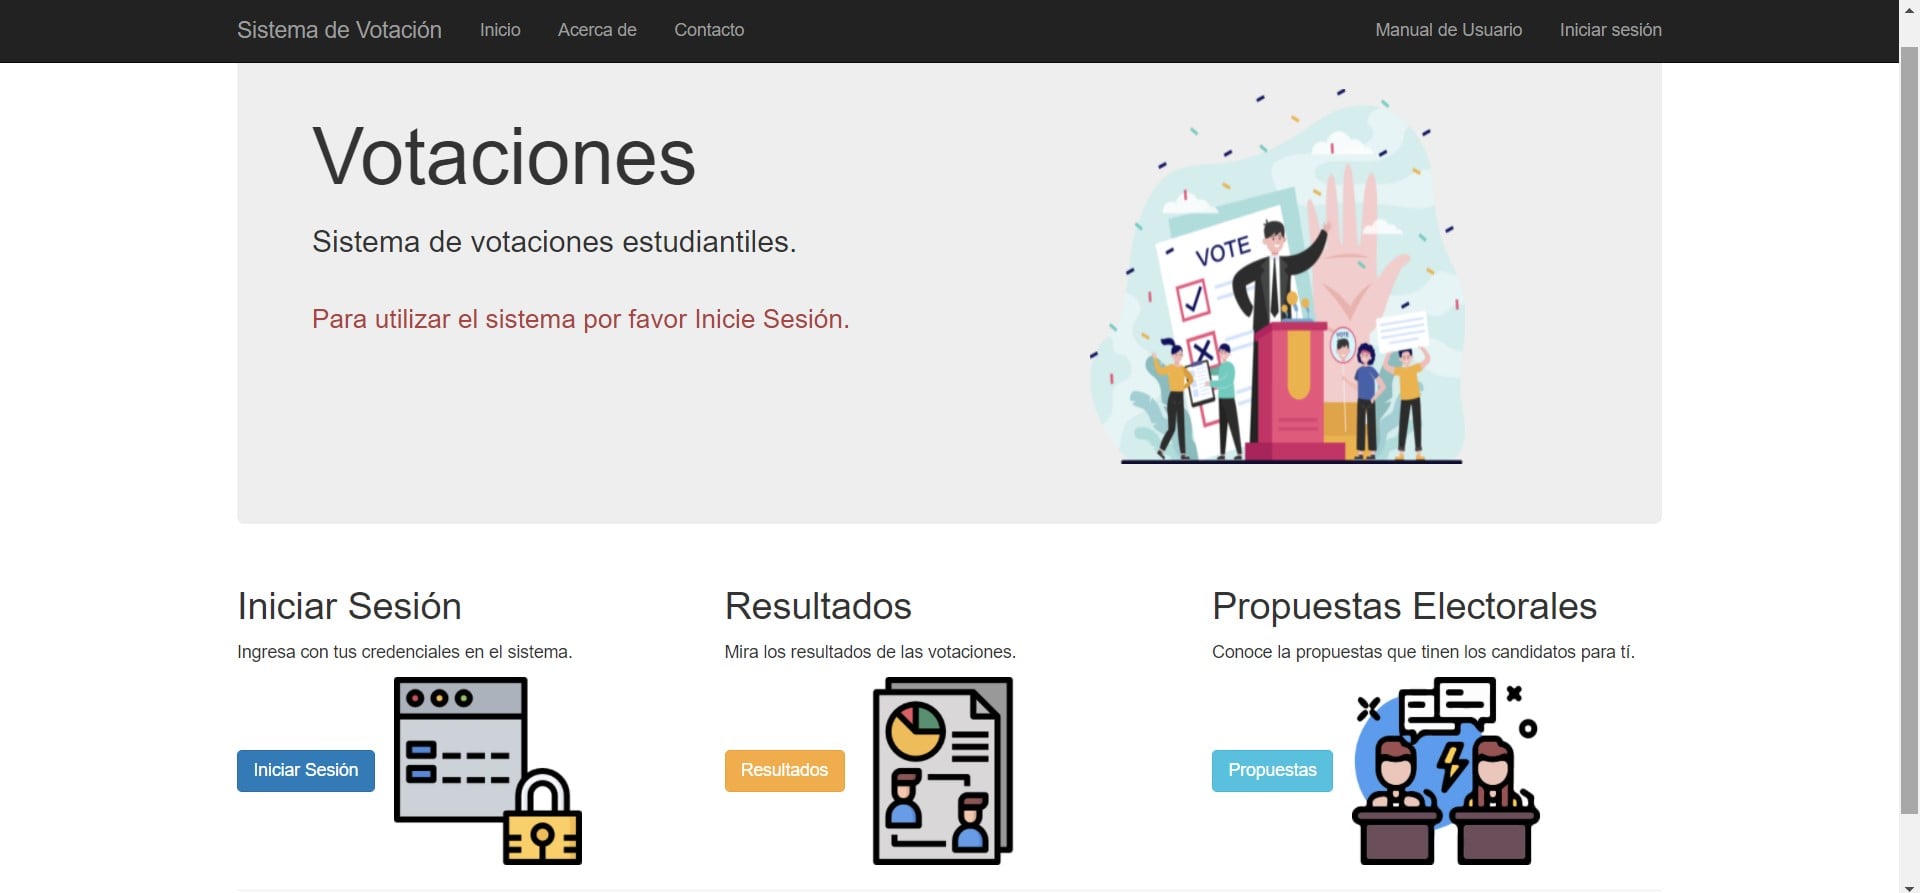 Sistema de Votación Inicio Acerca de Contacto Manual de Usuario Iniciar sesión
Votaciones
Sistema de votaciones estudiantiles.
Para utilizar el sistema por favor Inicie Sesión.
VOTE
VOTE
Iniciar Sesión
Ingresa con tus credenciales en el sistema.
Iniciar Sesión
Resultados
Mira los resultados de las votaciones.
Resultados
Propuestas Electorales
Conoce la propuestas que tinen los candidatos para tí.
Propuestas